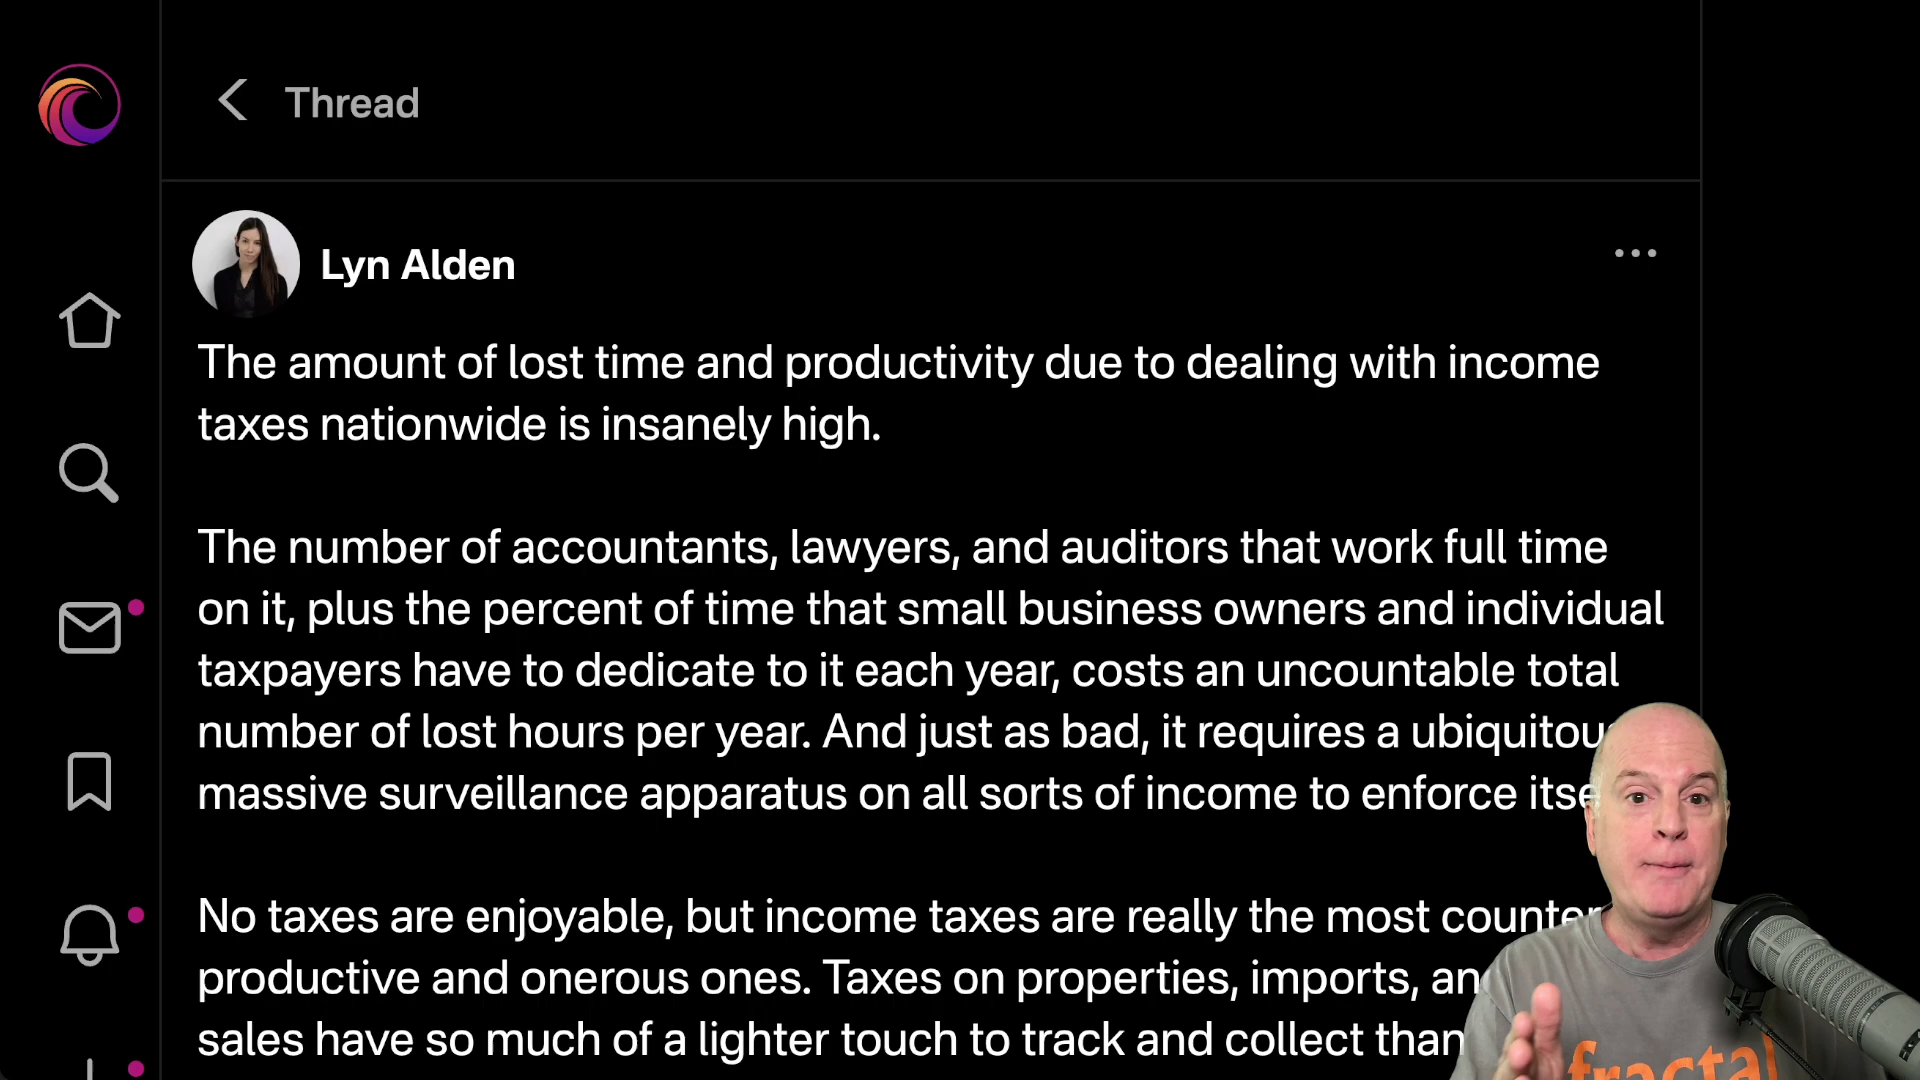 Thread
Lyn Alden
The amount of lost time and productivity due to dealing with income
taxes nationwide is insanely high.
The number of accountants, lawyers, and auditors that work full time
on it, plus the percent of time that small business owners and individual
taxpayers have to dedicate to it each year, costs an uncountable total
number of lost hours per year. And just as bad, it requires a ubiquitou
massive surveillance apparatus on all sorts of income to enforce itse
No taxes are enjoyable, but income taxes are really the most counter
productive and onerous ones. Taxes on properties, imports, an
sales have so much of a lighter touch to track and collect than
fractal